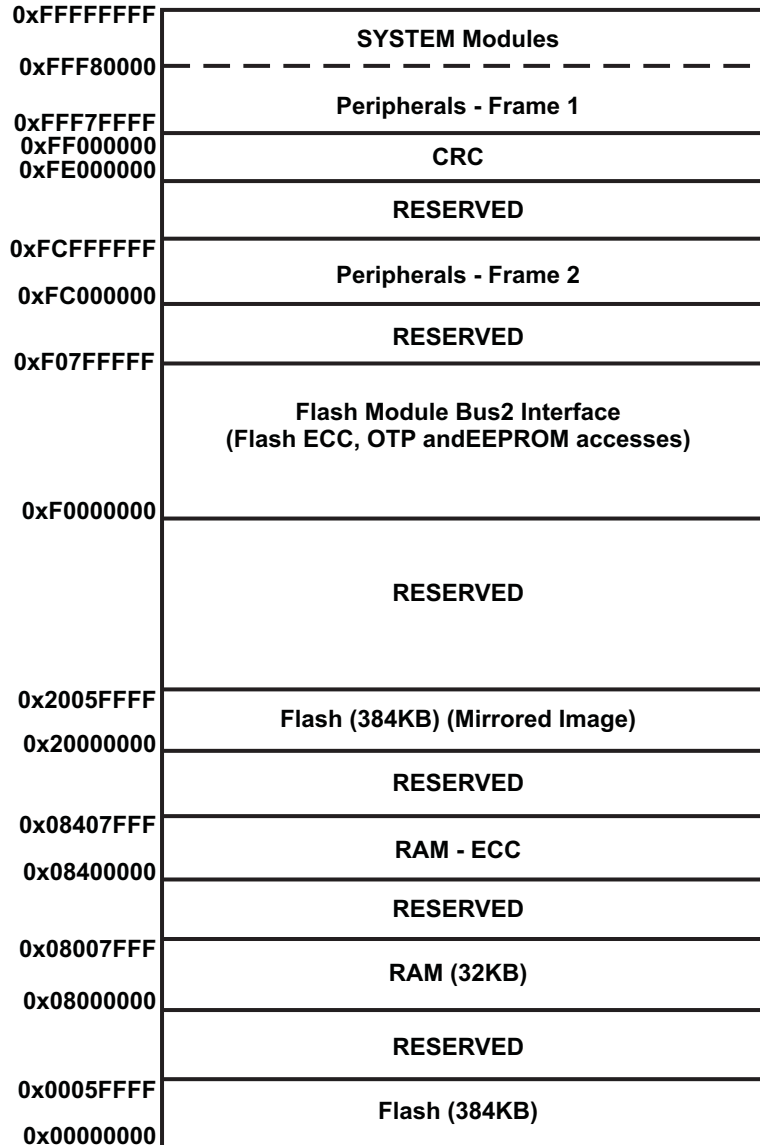 0xFFFFFFFF
SYSTEM Modules
0xFFF80000
Peripherals - Frame 1
0xFFF7FFFF
0xFF000000
CRC
0xFE000000
RESERVED
0xFCFFFFFF
Peripherals - Frame 2
0xFC000000
RESERVED
0xF07FFFFF
Flash Module Bus2 Interface
(Flash ECC, OTP andEEPROM accesses)
0xF0000000
RESERVED
0x2005FFFF
Flash (384KB) (Mirrored Image)
0x20000000
RESERVED
0x08407FFF
RAM - ECC
0x08400000
RESERVED
0x08007FFF
RAM (32KB)
0x08000000
RESERVED
0x0005FFFF
Flash (384KB)
0x00000000